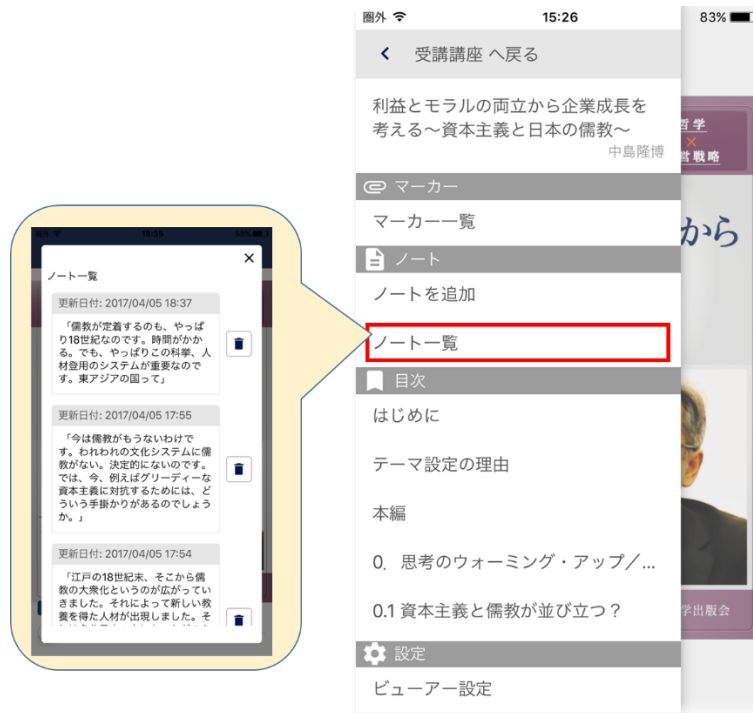 圏外 15:26 83%
受講講座 へ戻る
利益とモラルの両立から企業成長を
考える〜資本主義と日本の儒教〜
中島隆博
マーカー
マーカー一覧
ノート
ノートを追加
ノート一覧
目次
はじめに
テーマ設定の理由
本編
0. 思考のウォーミング・アップ／...
0.1 資本主義と儒教が並び立つ？
設定
ビューアー設定
ノート一覧
更新日付: 2017/04/05 18:37
「儒教が定着するのも、やっぱ
り18世紀なのです。時間がかか
る。でも、やっぱりこの科挙、人
材登用のシステムが重要なので
す。東アジアの国って」
更新日付: 2017/04/05 17:55
「今は儒教がもうないわけで
す。われわれの文化システムに儒
教がない。決定的にないのです。
では、今、例えばグリーディーな
資本主義に対抗するためには、ど
ういう手掛かりがあるのでしょう
か。」
更新日付: 2017/04/05 17:54
「江戸の18世紀末、そこから儒
教の大衆化というのが広がってい
きました。それによって新しい教
養を得た人材が出現しました。そ
哲学
×
営戦略
から
学出版会